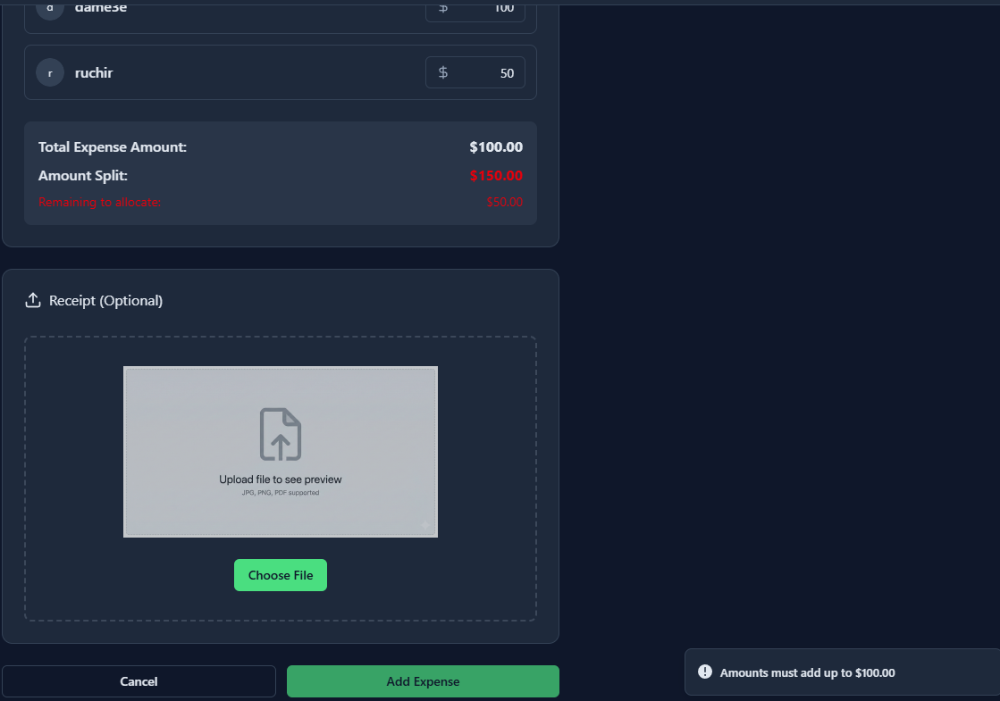 d dame3e $ 100
r ruchir $ 50
Total Expense Amount: $100.00
Amount Split: $150.00
Remaining to allocate: $50.00
Receipt (Optional)
Upload file to see preview
JPG, PNG, PDF supported
Choose File
Cancel Add Expense
Amounts must add up to $100.00